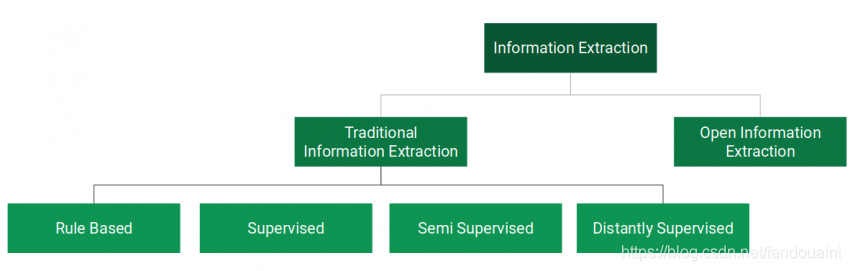 Information Extraction
Traditional
Information Extraction
Open Information
Extraction
Rule Based
Supervised
Semi Supervised
Distantly Supervised
https://blog.csdn.net/fendouaini